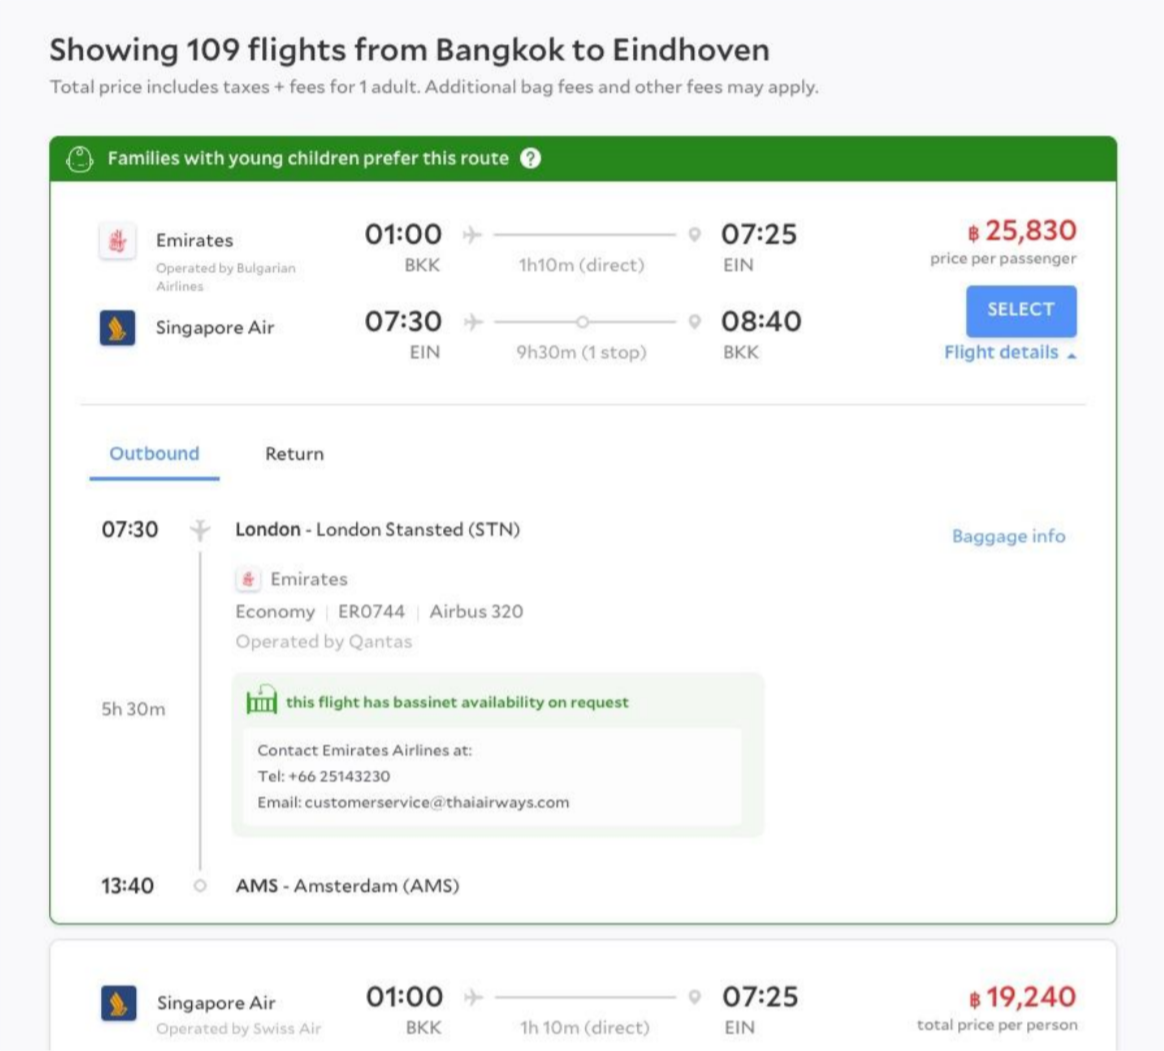 Showing 109 flights from Bangkok to Eindhoven
Total price includes taxes + fees for 1 adult. Additional bag fees and other fees may apply.
Families with young children prefer this route ?
Emirates
Operated by Bulgarian
Airlines
01:00
BKK
1h10m (direct)
07:25
EIN
฿ 25,830
price per passenger
Singapore Air
07:30
EIN
9h30m (1 stop)
08:40
BKK
SELECT
Flight details
Outbound
Return
07:30
London - London Stansted (STN)
Baggage info
Emirates
Economy | ER0744 | Airbus 320
Operated by Qantas
5h 30m
this flight has bassinet availability on request
Contact Emirates Airlines at:
Tel: +66 25143230
Email: customerservice@thaiairways.com
13:40
AMS - Amsterdam (AMS)
Singapore Air
Operated by Swiss Air
01:00
BKK
1h 10m (direct)
07:25
EIN
฿ 19,240
total price per person